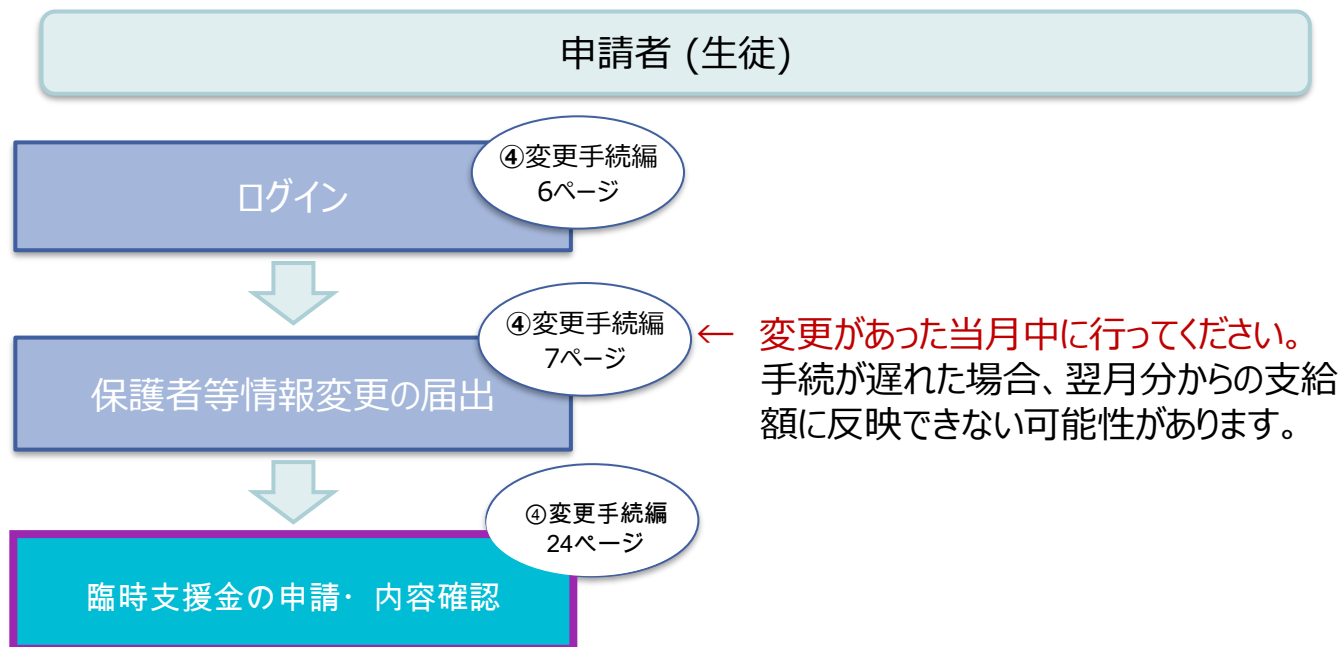 申請者 (生徒)
④変更手続編
6ページ
ログイン
④変更手続編
7ページ
← 変更があった当月中に行ってください。
手続が遅れた場合、翌月分からの支給
額に反映できない可能性があります。
保護者等情報変更の届出
④変更手続編
24ページ
臨時支援金の申請・ 内容確認